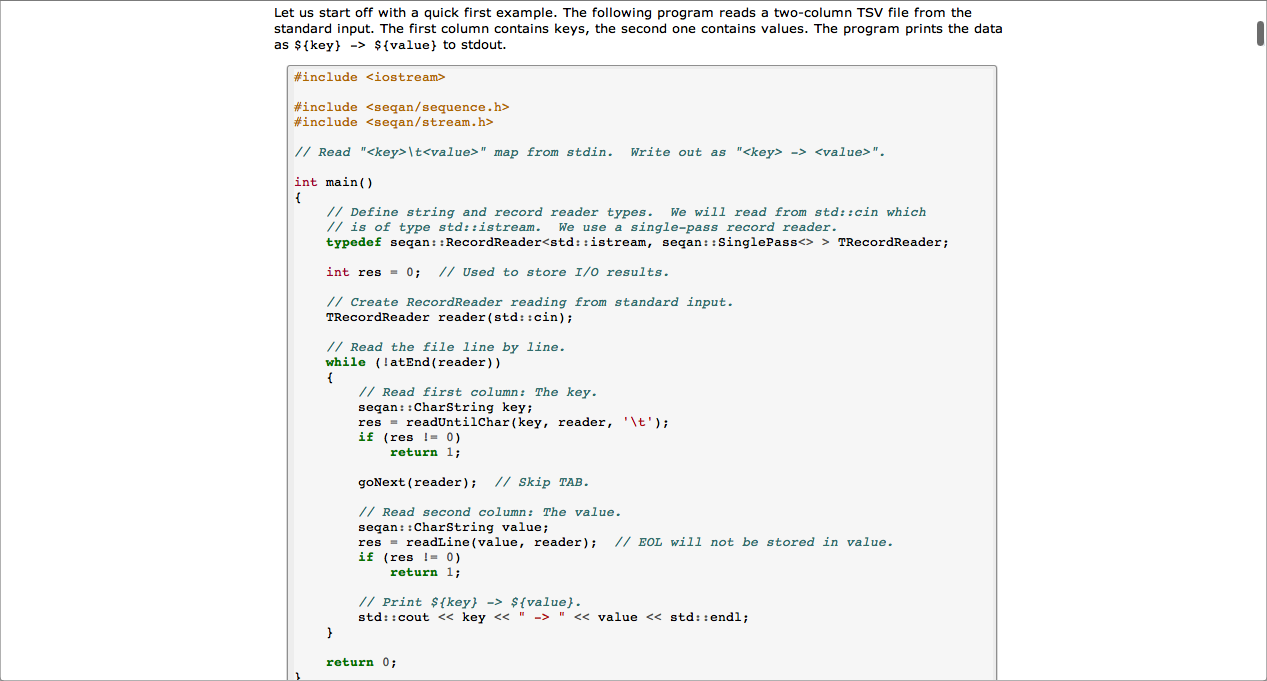 Let us start off with a quick first example. The following program reads a two-column TSV file from the
standard input. The first column contains keys, the second one contains values. The program prints the data
as ${key} -> ${value} to stdout.
#include <iostream>
#include <seqan/sequence.h>
#include <seqan/stream.h>
// Read "<key>\t<value>" map from stdin.  Write out as "<key> -> <value>".
int main()
{
    // Define string and record reader types.  We will read from std::cin which
    // is of type std::istream.  We use a single-pass record reader.
    typedef seqan::RecordReader<std::istream, seqan::SinglePass<> > TRecordReader;
    int res = 0;  // Used to store I/O results.
    // Create RecordReader reading from standard input.
    TRecordReader reader(std::cin);
    // Read the file line by line.
    while (!atEnd(reader))
    {
        // Read first column: The key.
        seqan::CharString key;
        res = readUntilChar(key, reader, '\t');
        if (res != 0)
            return 1;
        goNext(reader);  // Skip TAB.
        // Read second column: The value.
        seqan::CharString value;
        res = readLine(value, reader);  // EOL will not be stored in value.
        if (res != 0)
            return 1;
        // Print ${key} -> ${value}.
        std::cout << key << " -> " << value << std::endl;
    }
    return 0;
}